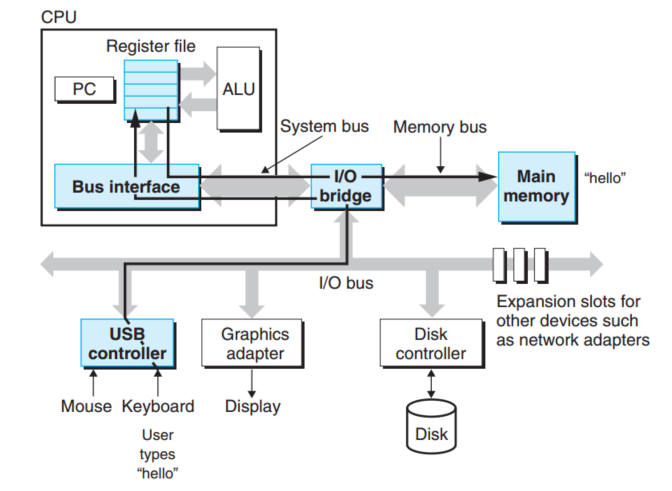 CPU
Register file
PC
ALU
System bus
Memory bus
Bus interface
I/O
bridge
Main
memory
“hello”
I/O bus
Expansion slots for
other devices such
as network adapters
USB
controller
Graphics
adapter
Disk
controller
Mouse
Keyboard
Display
Disk
User
types
“hello”